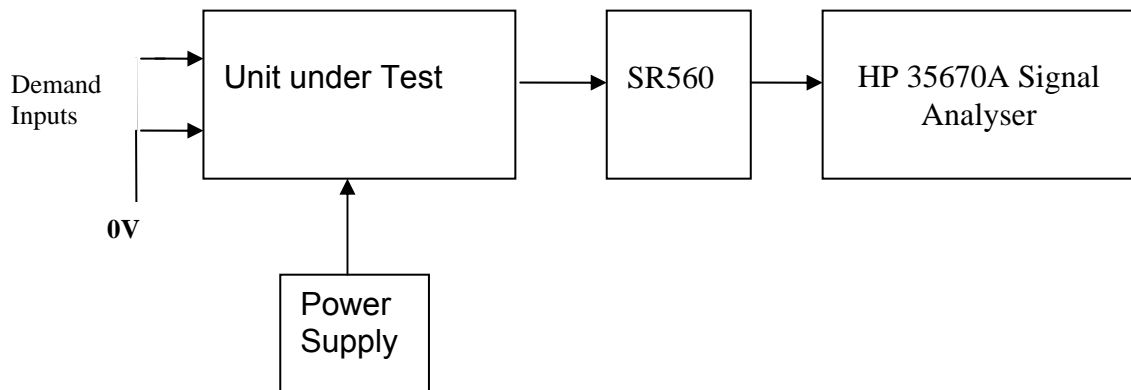 Demand
Inputs
0V
Unit under Test
Power
Supply
SR560
HP 35670A Signal
Analyser